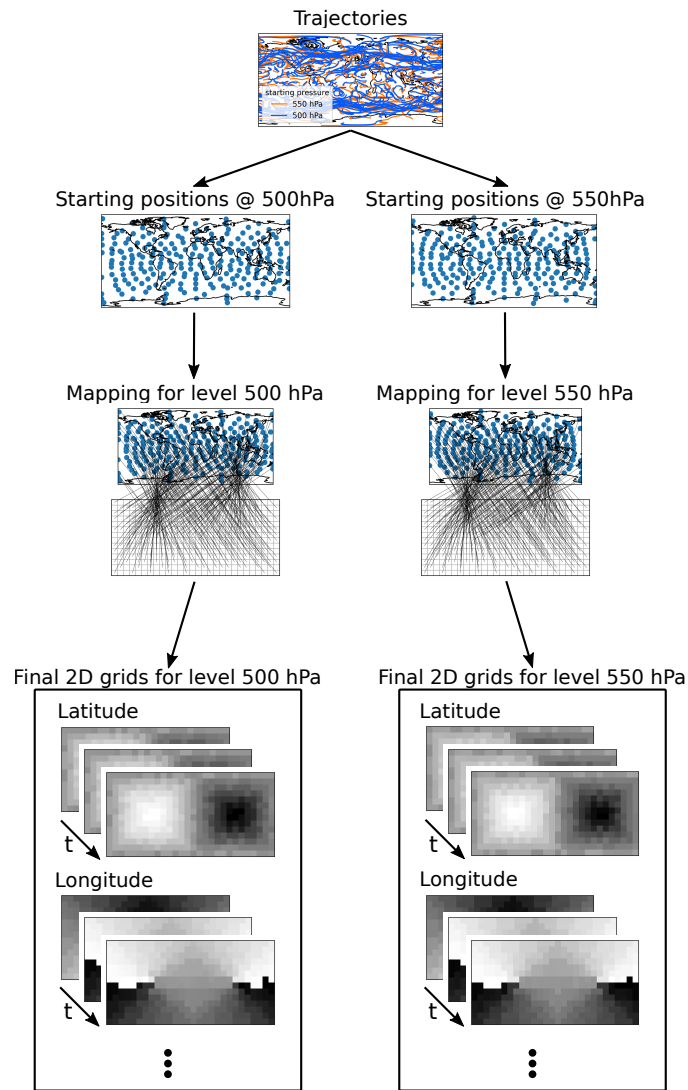 Trajectories
starting pressure
550 hPa
500 hPa
Starting positions @ 500hPa
Starting positions @ 550hPa
Mapping for level 500 hPa
Mapping for level 550 hPa
Final 2D grids for level 500 hPa
Final 2D grids for level 550 hPa
Latitude
t
Longitude
t
Latitude
t
Longitude
t